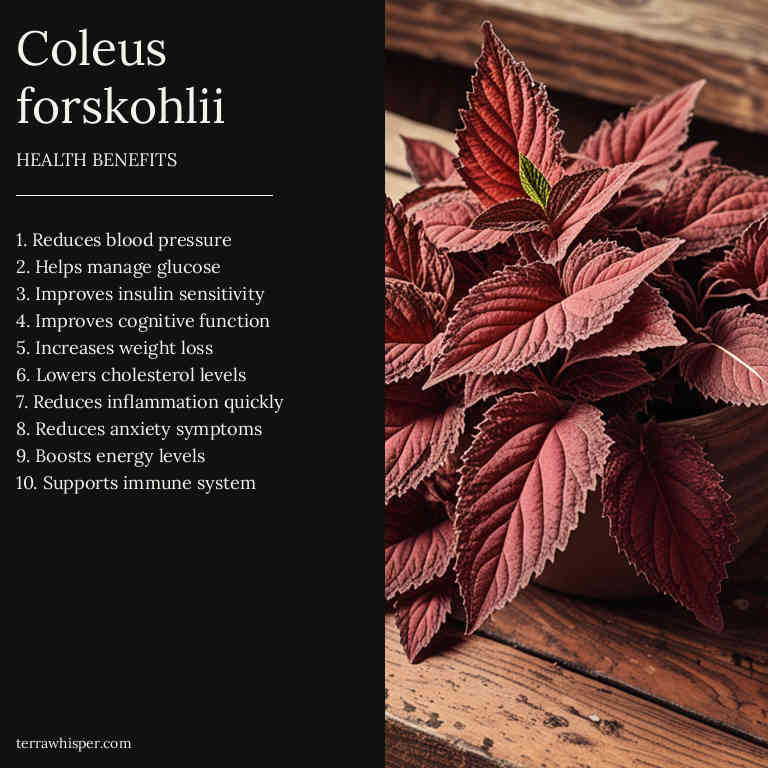 Coleus
forskohlii
HEALTH BENEFITS
1. Reduces blood pressure
2. Helps manage glucose
3. Improves insulin sensitivity
4. Improves cognitive function
5. Increases weight loss
6. Lowers cholesterol levels
7. Reduces inflammation quickly
8. Reduces anxiety symptoms
9. Boosts energy levels
10. Supports immune system
terrawhisper.com